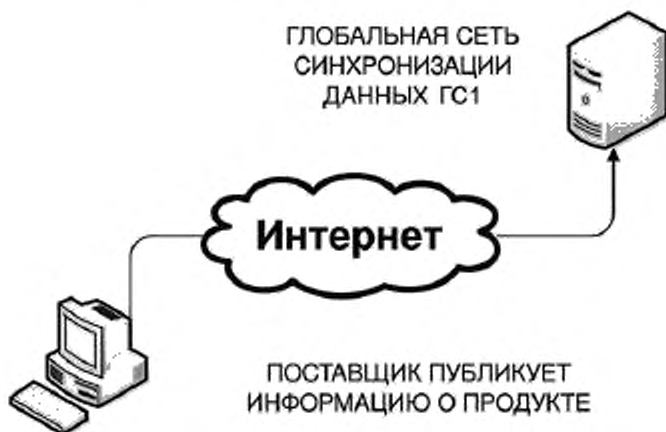 ГЛОБАЛЬНАЯ СЕТЬ
СИНХРОНИЗАЦИИ
ДАННЫХ ГС1
Интернет
ПОСТАВЩИК ПУБЛИКУЕТ
ИНФОРМАЦИЮ О ПРОДУКТЕ